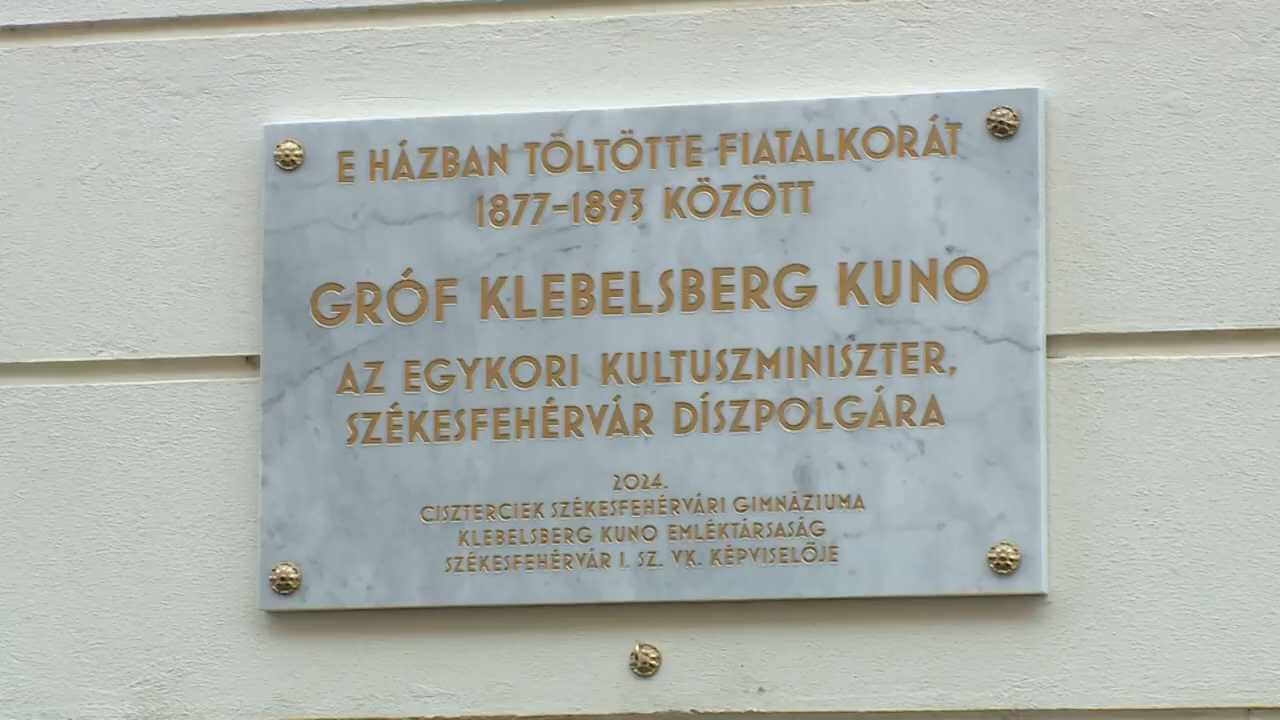 E HÁZBAN TÖLTÖTTE FIATALKORÁT
1877-1893 KÖZÖTT
GRÓF KLEBELSBERG KUNO
AZ EGYKORI KULTUSZMINISZTER,
SZÉKESFEHÉRVÁR DÍSZPOLGÁRA
2024.
CISZTERCIEK SZÉKESFEHÉRVÁRI GIMNÁZIUMA
KLEBELSBERG KUNO EMLÉKTÁRSASÁG
SZÉKESFEHÉRVÁR I. SZ. VK. KÉPVISELŐJE